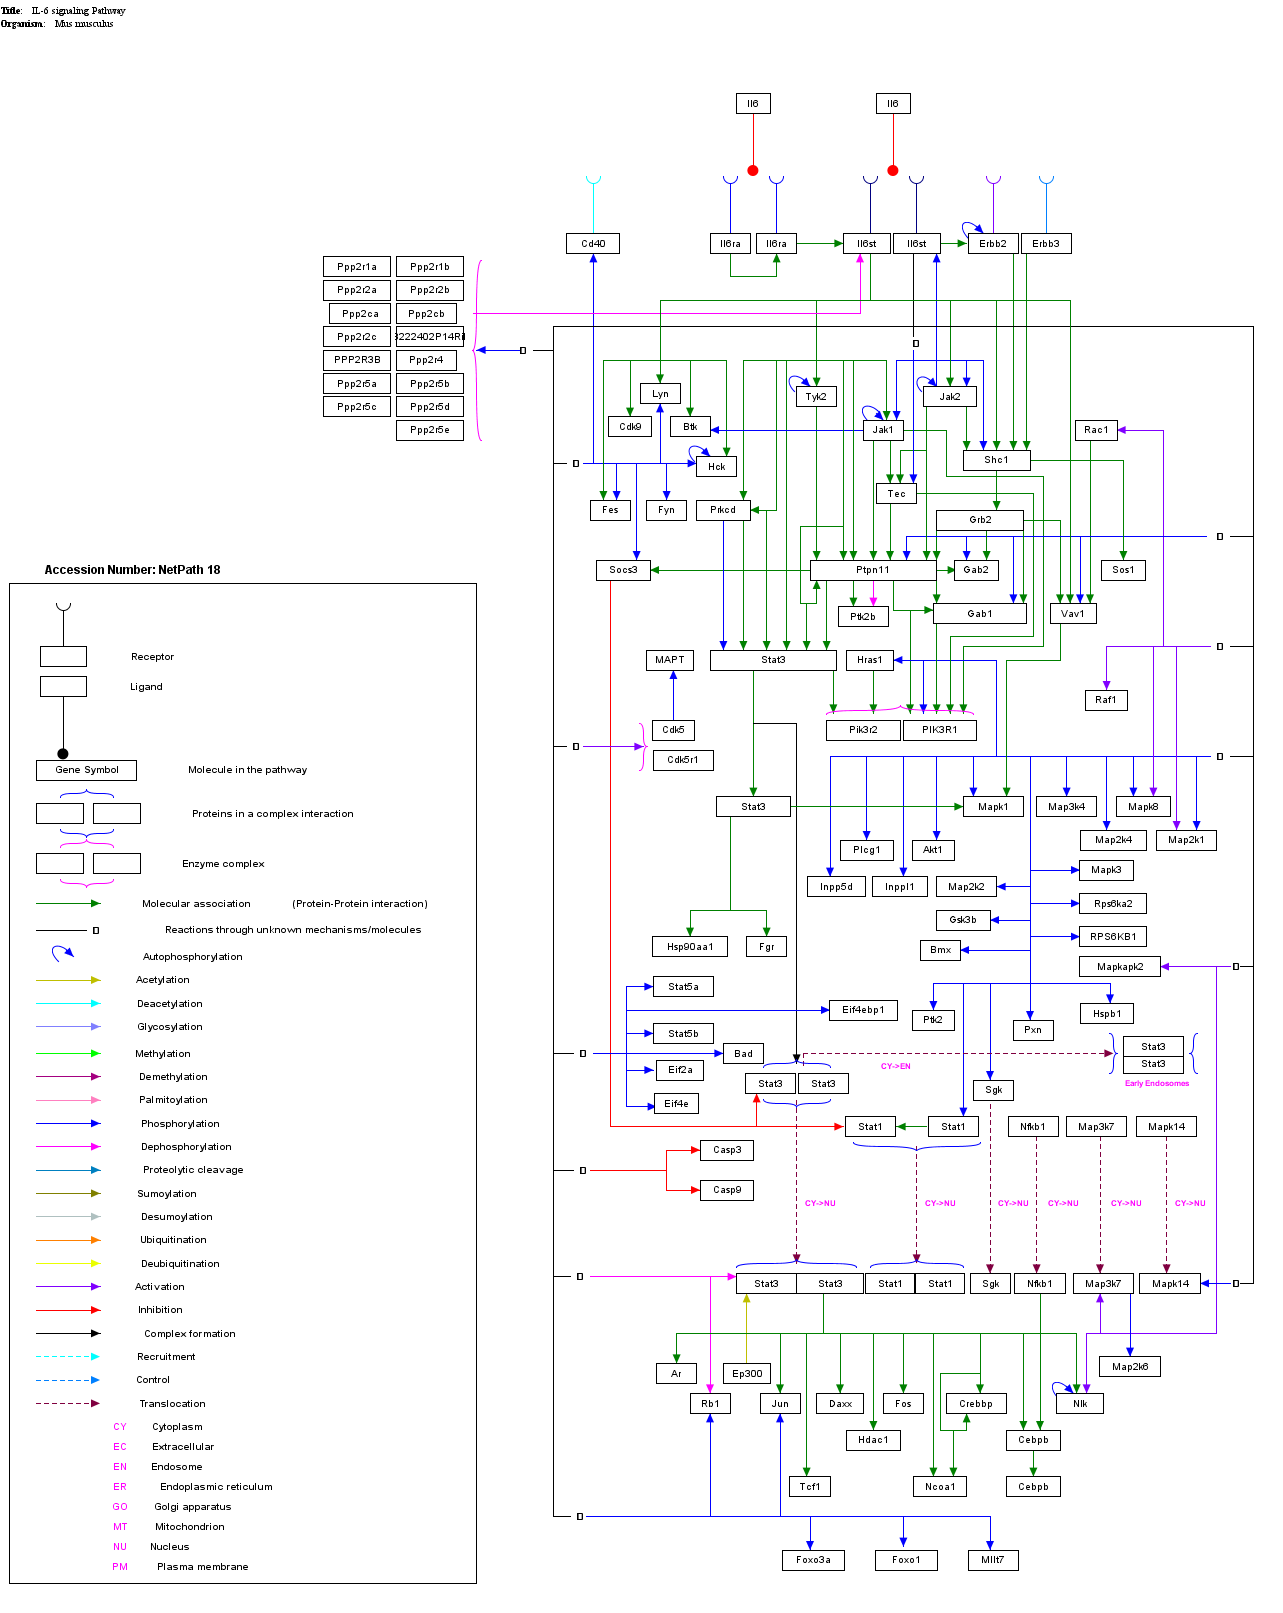 Title: IL-6 signaling Pathway
Organism: Mus musculus
Il6 Il6
Cd40 Il6ra Il6ra Il6st Il6st Erbb2 Erbb3
Ppp2r1a Ppp2r1b
Ppp2r2a Ppp2r2b
Ppp2ca Ppp2cb
Ppp2r2c 3222402P14Ri
PPP2R3B Ppp2r4
Ppp2r5a Ppp2r5b
Ppp2r5c Ppp2r5d
Ppp2r5e
Lyn Tyk2 Jak2
Cdk9 Btk Jak1 Rac1
Hck Shc1
Tec
Fes Fyn Prkcd Grb2
Socs3 Ptpn11 Gab2 Sos1
Ptk2b Gab1 Vav1
MAPT Stat3 Hras1
Raf1
Cdk5 Pik3r2 PIK3R1
Cdk5r1
Stat3 Mapk1 Map3k4 Mapk8
Map2k4 Map2k1
Plcg1 Akt1
Mapk3
Inpp5d Inppl1 Map2k2
Rps6ka2
Gsk3b
RPS6KB1
Hsp90aa1 Fgr Bmx
Mapkapk2
Stat5a
Eif4ebp1 Ptk2 Hspb1
Stat5b Pxn
Bad Stat3
Stat3
CY->EN
Early Endosomes
Eif2a
Stat3 Stat3 Sgk
Eif4e
Stat1 Stat1 Nfkb1 Map3k7 Mapk14
Casp3
Casp9
CY->NU CY->NU CY->NU CY->NU CY->NU CY->NU
Stat3 Stat3 Stat1 Stat1 Sgk Nfkb1 Map3k7 Mapk14
Map2k6
Ar Ep300
Rb1 Jun Daxx Fos Crebbp Nlk
Hdac1 Cebpb
Tcf1 Ncoa1 Cebpb
Foxo3a Foxo1 Mllt7
Accession Number: NetPath 18
Receptor
Ligand
Gene Symbol Molecule in the pathway
Proteins in a complex interaction
Enzyme complex
Molecular association (Protein-Protein interaction)
Reactions through unknown mechanisms/molecules
Autophosphorylation
Acetylation
Deacetylation
Glycosylation
Methylation
Demethylation
Palmitoylation
Phosphorylation
Dephosphorylation
Proteolytic cleavage
Sumoylation
Desumoylation
Ubiquitination
Deubiquitination
Activation
Inhibition
Complex formation
Recruitment
Control
Translocation
CY Cytoplasm
EC Extracellular
EN Endosome
ER Endoplasmic reticulum
GO Golgi apparatus
MT Mitochondrion
NU Nucleus
PM Plasma membrane